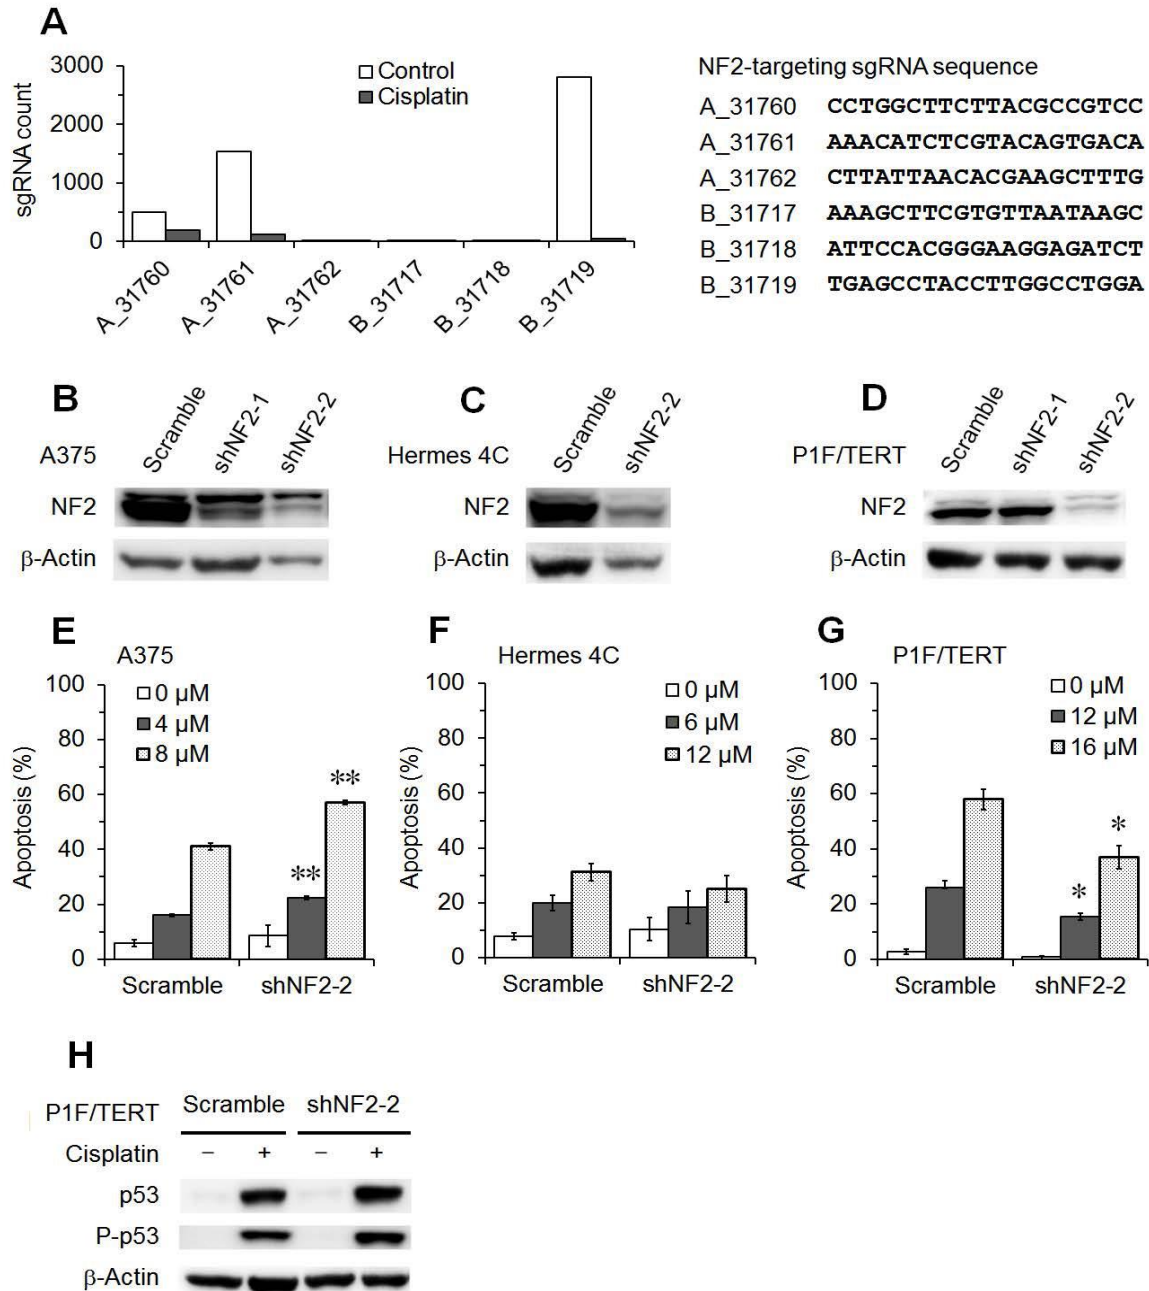 A
3000
2000
1000
0
sgRNA count
Control
Cisplatin
A_31760
A_31761
A_31762
B_31717
B_31718
B_31719
NF2-targeting sgRNA sequence
A_31760 CCTGGCTTCTTACGCCGTCC
A_31761 AAACATCTCGTACAGTGACA
A_31762 CTTATTAACACGAAGCTTTG
B_31717 AAAGCTTCGTGTTAATAAGC
B_31718 ATTCCACGGGAAGGAGATCT
B_31719 TGAGCCTACCTTGGCCTGGA
B
A375
Scramble
shNF2-1
shNF2-2
NF2
β-Actin
C
Hermes 4C
Scramble
shNF2-2
NF2
β-Actin
D
P1F/TERT
Scramble
shNF2-1
shNF2-2
NF2
β-Actin
E
A375
100
80
60
40
20
0
Apoptosis (%)
0 µM
4 µM
8 µM
**
**
Scramble
shNF2-2
F
Hermes 4C
100
80
60
40
20
0
Apoptosis (%)
0 µM
6 µM
12 µM
Scramble
shNF2-2
G
P1F/TERT
100
80
60
40
20
0
Apoptosis (%)
0 µM
12 µM
16 µM
*
*
Scramble
shNF2-2
H
P1F/TERT
Scramble shNF2-2
Cisplatin − + − +
p53
P-p53
β-Actin